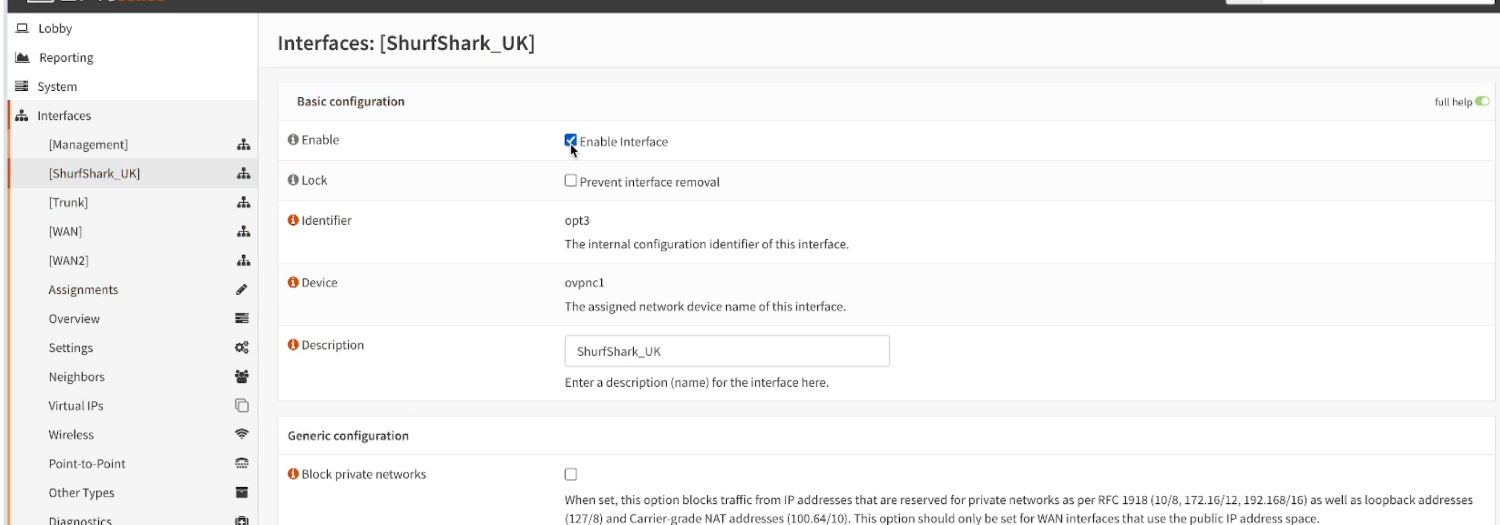 Lobby
Reporting
System
Interfaces
[Management]
[ShurfShark_UK]
[Trunk]
[WAN]
[WAN2]
Assignments
Overview
Settings
Neighbors
Virtual IPs
Wireless
Point-to-Point
Other Types
Diagnostics
Interfaces: [ShurfShark_UK]
Basic configuration
full help
Enable
Enable Interface
Lock
Prevent interface removal
Identifier
opt3
The internal configuration identifier of this interface.
Device
ovpnc1
The assigned network device name of this interface.
Description
ShurfShark_UK
Enter a description (name) for the interface here.
Generic configuration
Block private networks
When set, this option blocks traffic from IP addresses that are reserved for private networks as per RFC 1918 (10/8, 172.16/12, 192.168/16) as well as loopback addresses
(127/8) and Carrier-grade NAT addresses (100.64/10). This option should only be set for WAN interfaces that use the public IP address space.